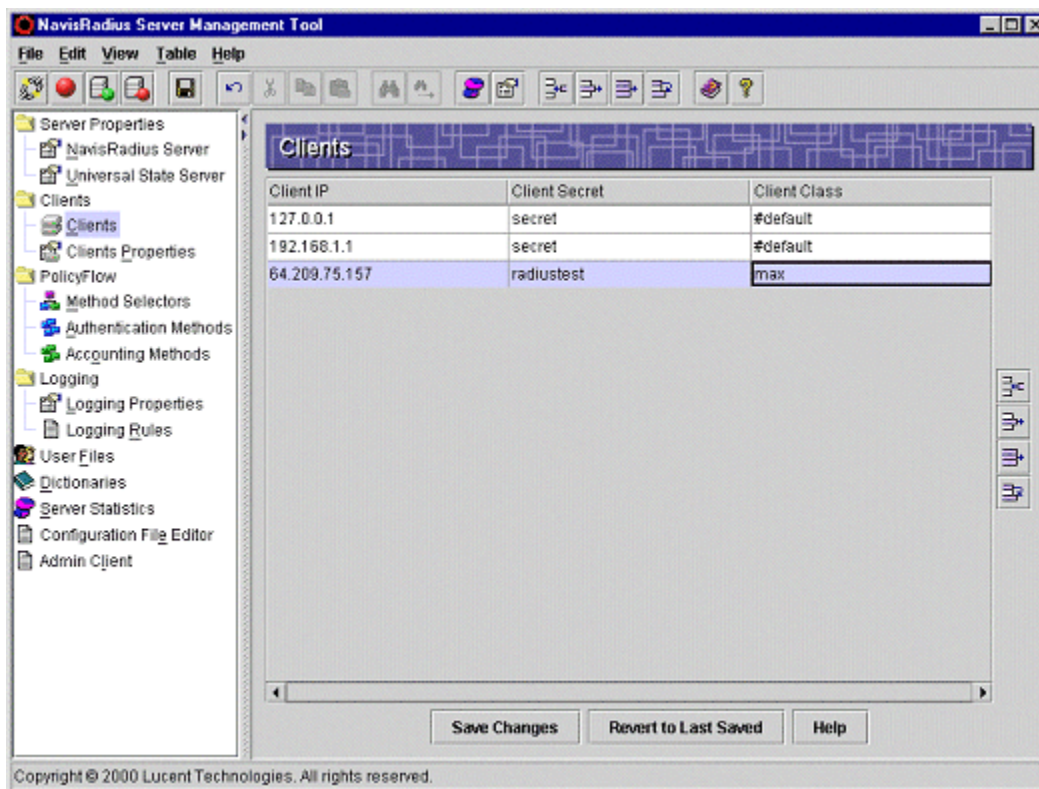 NavisRadius Server Management Tool
File Edit View Table Help
Server Properties
NavisRadius Server
Universal State Server
Clients
Clients
Clients Properties
PolicyFlow
Method Selectors
Authentication Methods
Accounting Methods
Logging
Logging Properties
Logging Rules
User Files
Dictionaries
Server Statistics
Configuration File Editor
Admin Client
Clients
Client IP Client Secret Client Class
127.0.0.1 secret #default
192.168.1.1 secret #default
64.209.75.157 radiustest max
Save Changes Revert to Last Saved Help
Copyright © 2000 Lucent Technologies. All rights reserved.